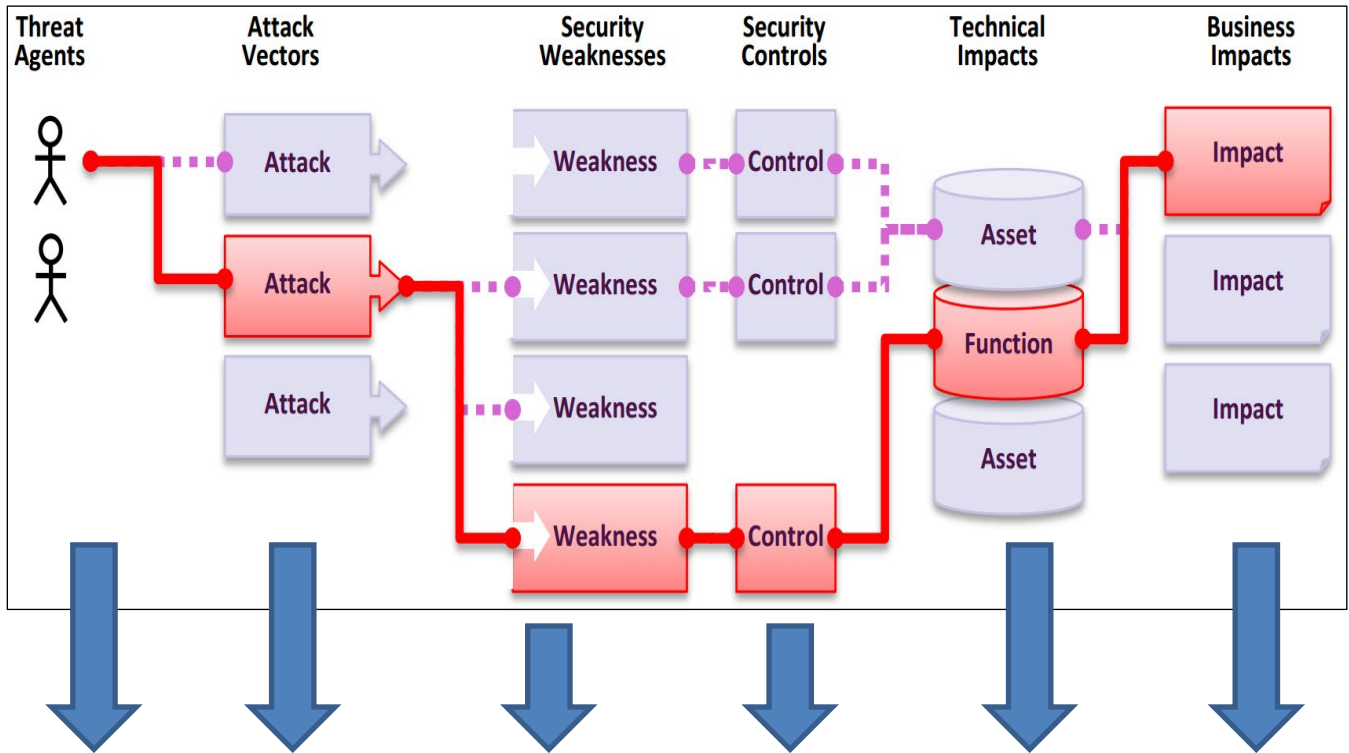 Threat
Agents
Attack
Vectors
Security
Weaknesses
Security
Controls
Technical
Impacts
Business
Impacts
Attack
Weakness
Control
Impact
Asset
Attack
Weakness
Control
Impact
Function
Attack
Weakness
Impact
Asset
Weakness
Control